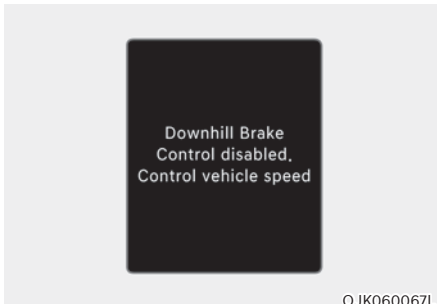 Downhill Brake
Control disabled.
Control vehicle speed
OJK060067L